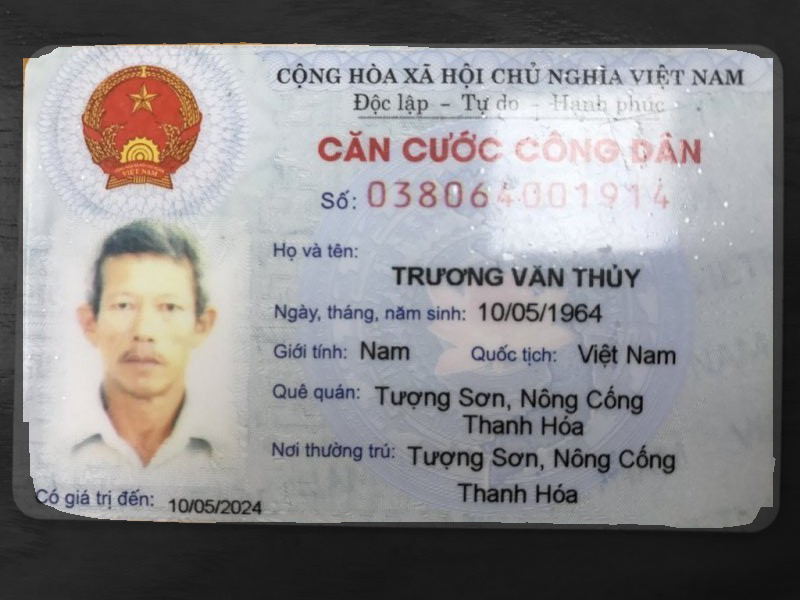 CỘNG HÒA XÃ HỘI CHỦ NGHĨA VIỆT NAM
Độc lập - Tự do - Hạnh phúc
CĂN CƯỚC CÔNG DÂN
Số: 038064001914
Họ và tên:
TRƯƠNG VĂN THỦY
Ngày, tháng, năm sinh: 10/05/1964
Giới tính: Nam Quốc tịch: Việt Nam
Quê quán: Tượng Sơn, Nông Cống
Thanh Hóa
Nơi thường trú: Tượng Sơn, Nông Cống
Thanh Hóa
Có giá trị đến: 10/05/2024
VIỆT NAM